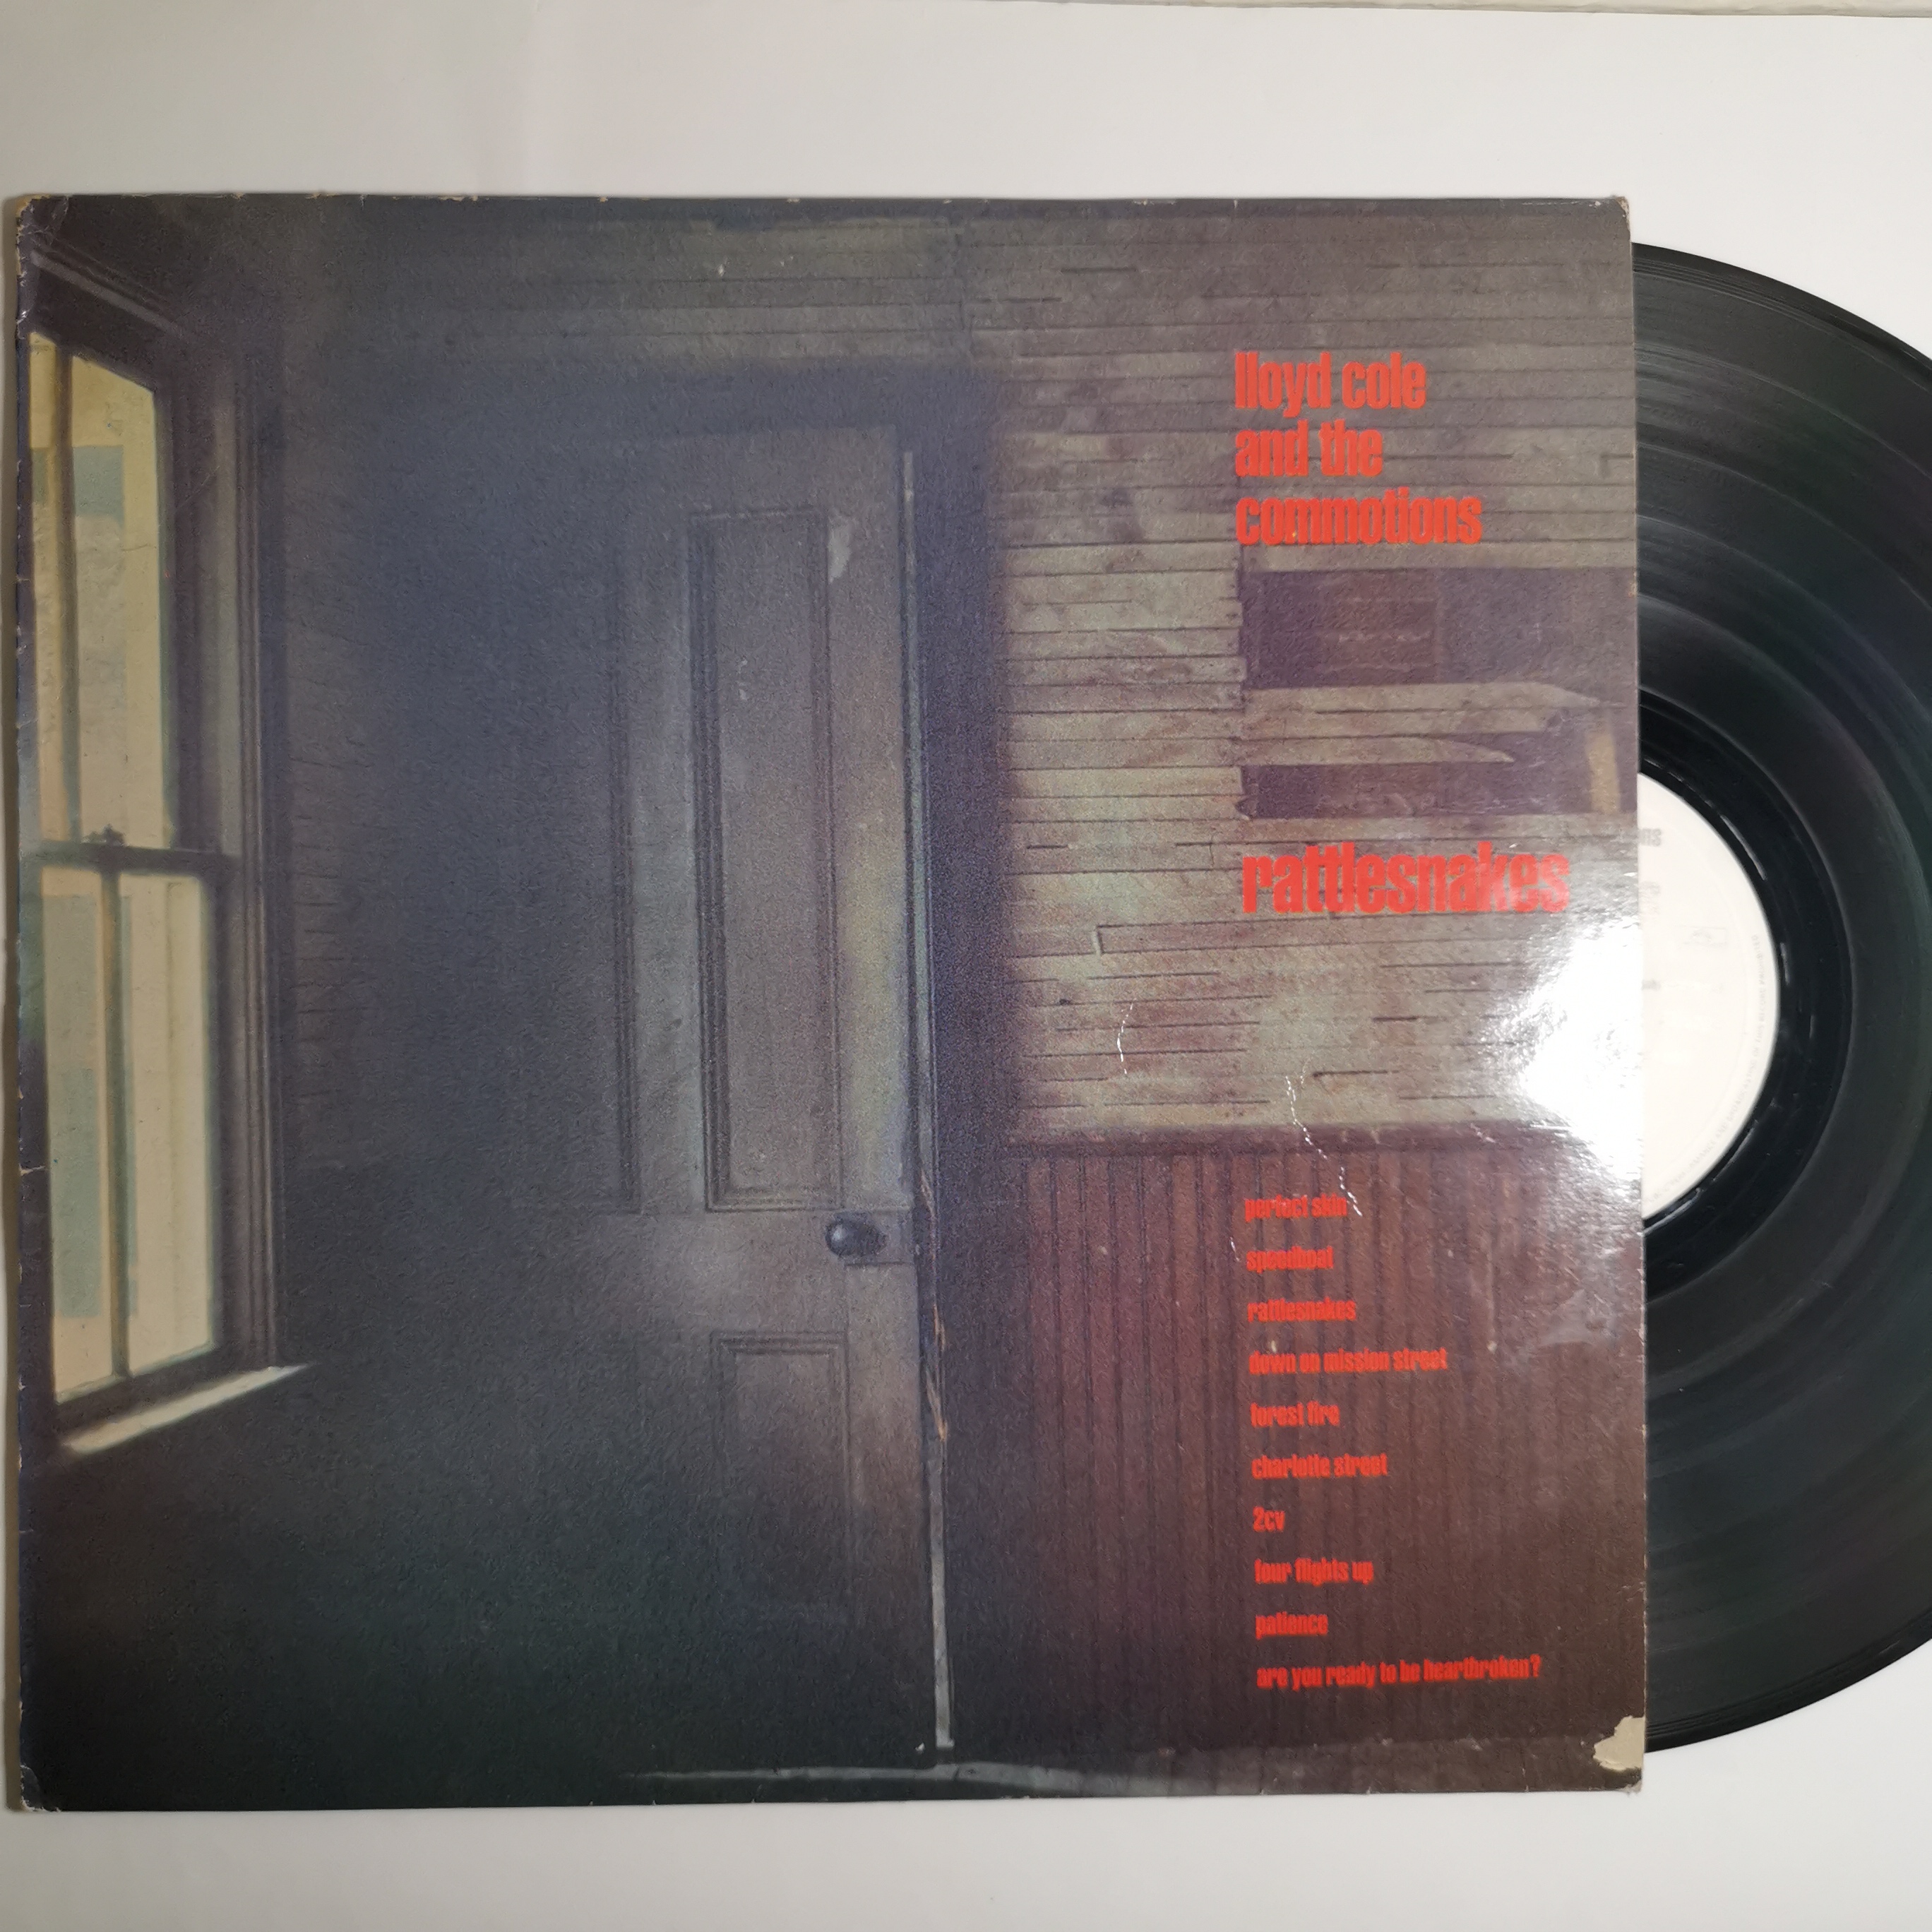 lloyd cole
and the
commotions
rattlesnakes
perfect skin
speedboat
rattlesnakes
down on mission street
forest fire
charlotte street
2cv
four flights up
patience
are you ready to be heartbroken?